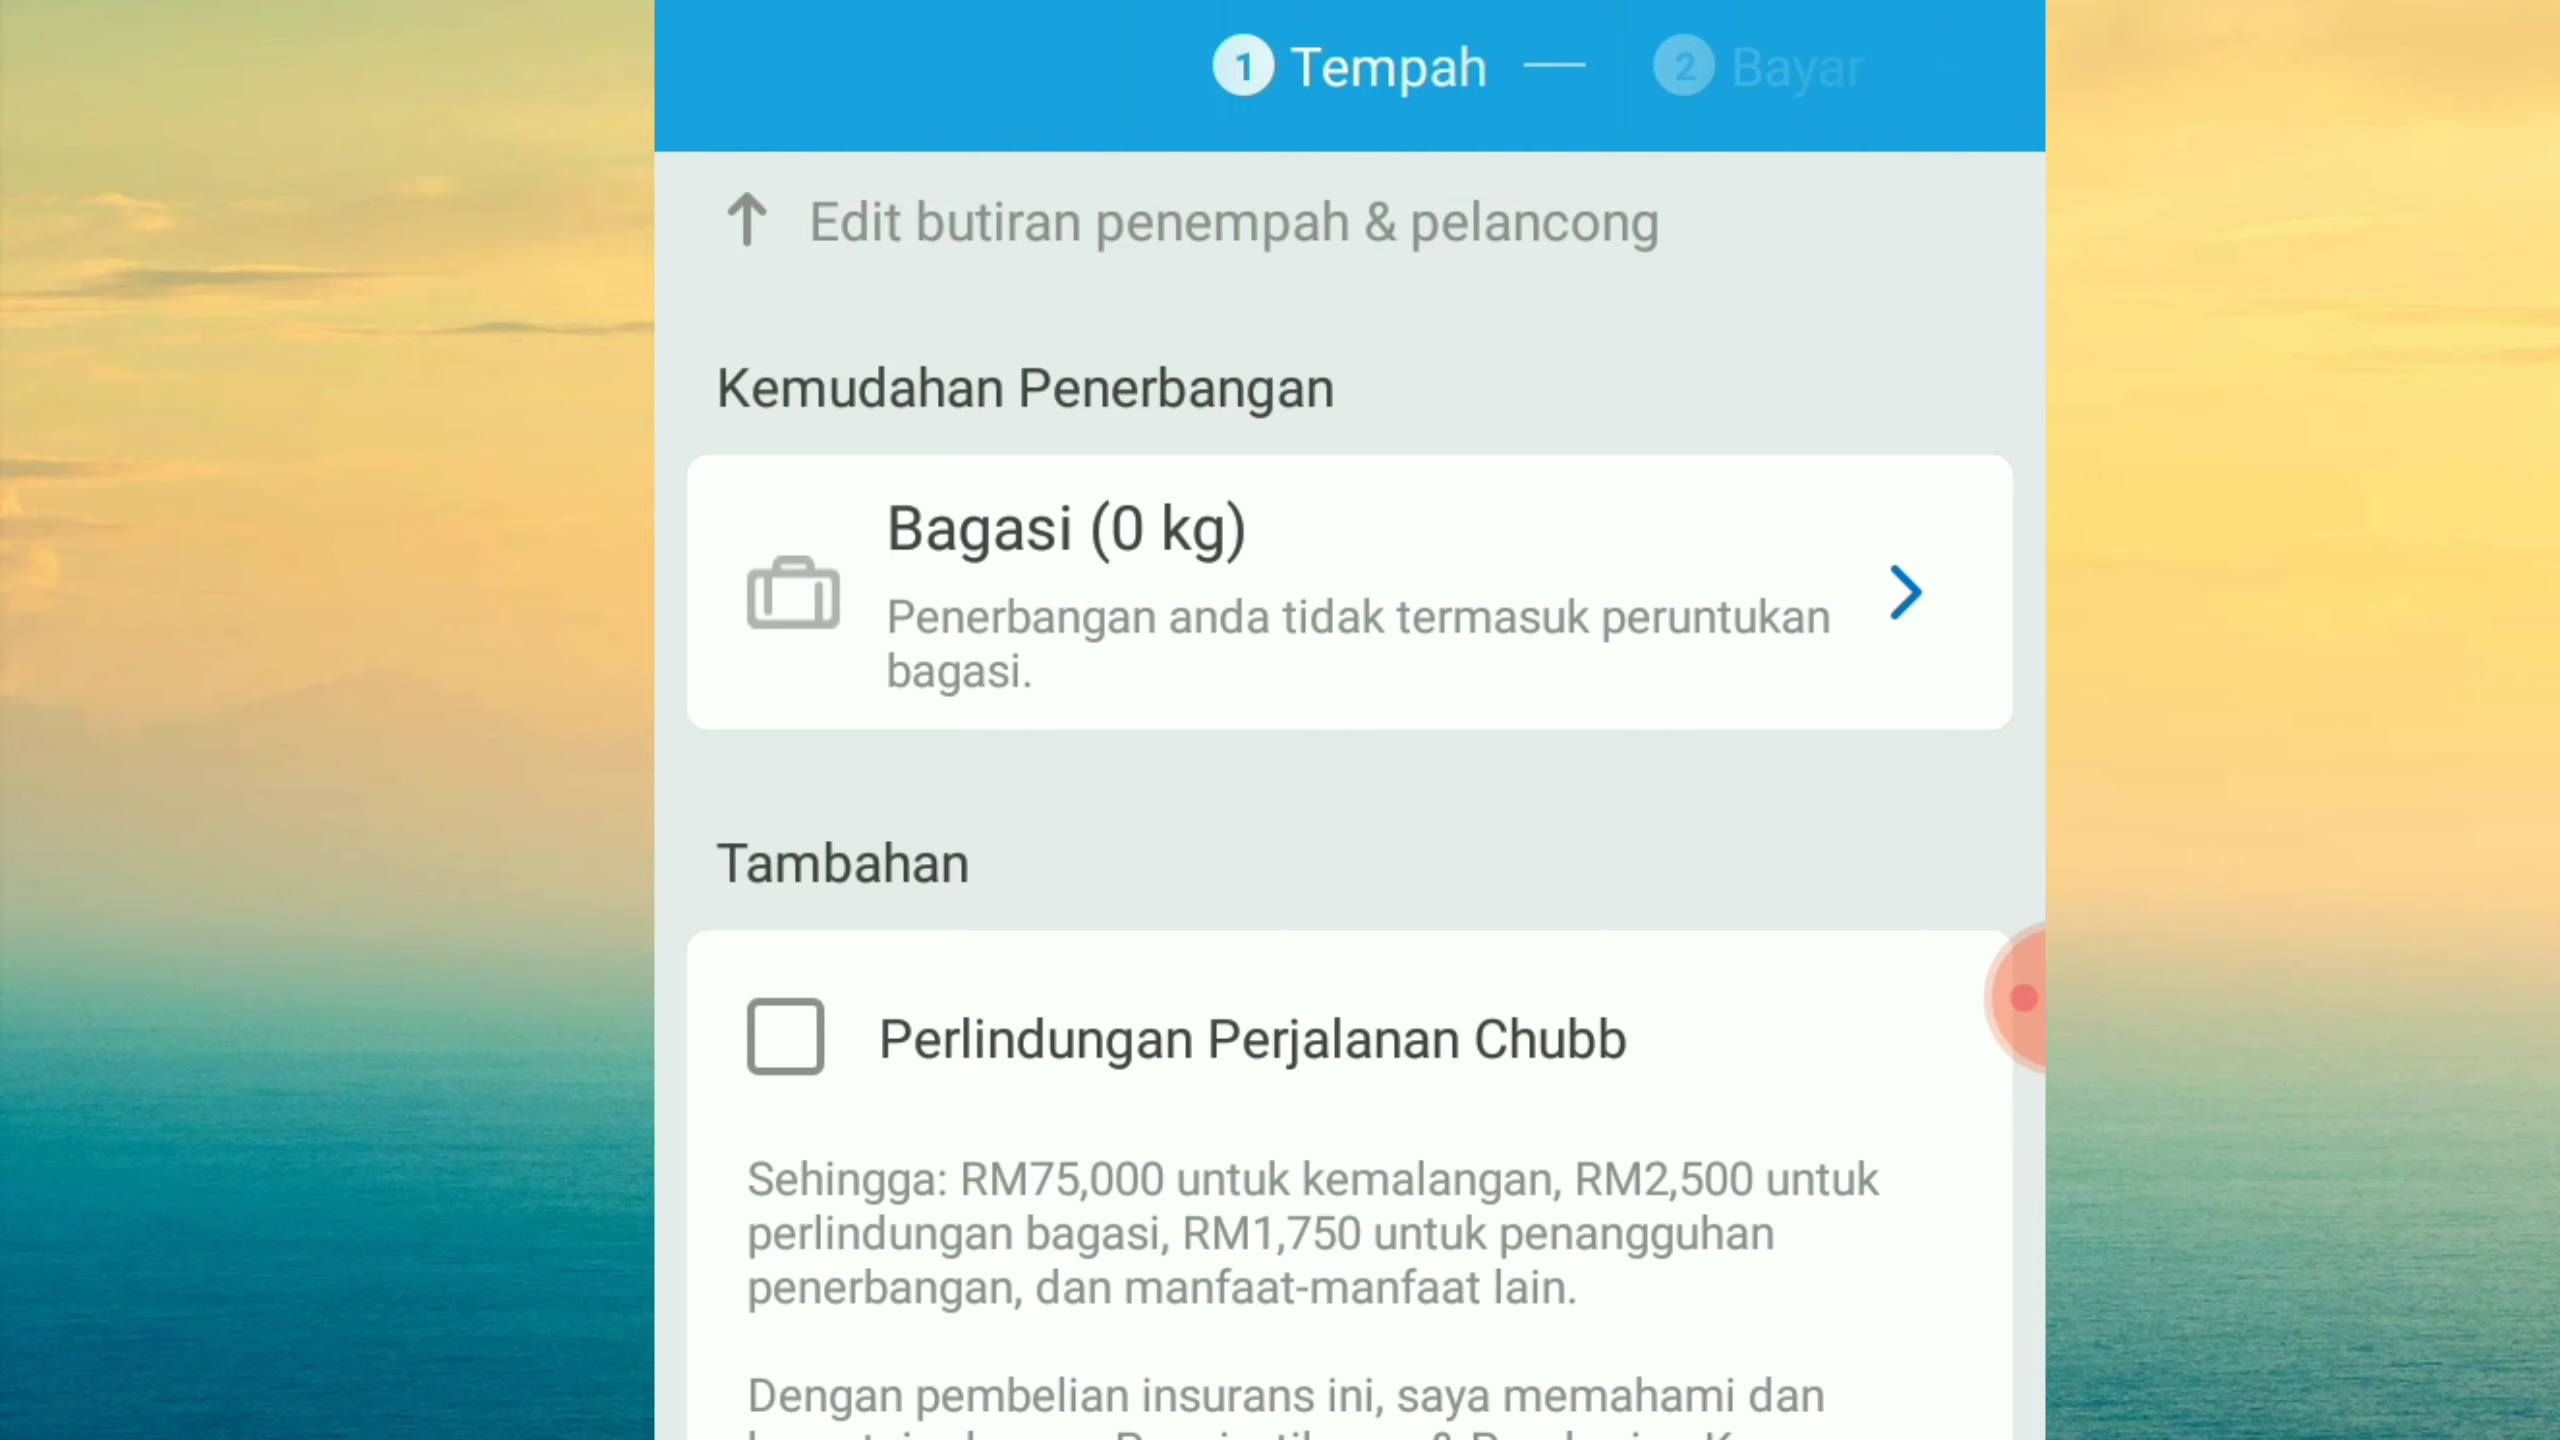 1 Tempah — 2 Bayar
Edit butiran penempah & pelancong
Kemudahan Penerbangan
Bagasi (0 kg)
Penerbangan anda tidak termasuk peruntukan
bagasi.
Tambahan
Perlindungan Perjalanan Chubb
Sehingga: RM75,000 untuk kemalangan, RM2,500 untuk
perlindungan bagasi, RM1,750 untuk penangguhan
penerbangan, dan manfaat-manfaat lain.
Dengan pembelian insurans ini, saya memahami dan